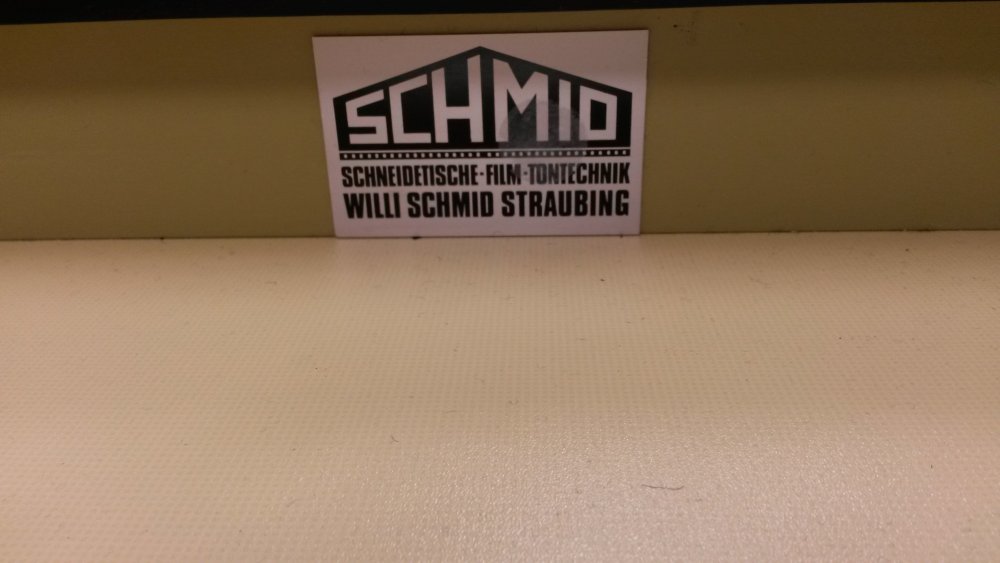 SCHMID
SCHNEIDETISCHE·FILM·TONTECHNIK
WILLI SCHMID STRAUBING